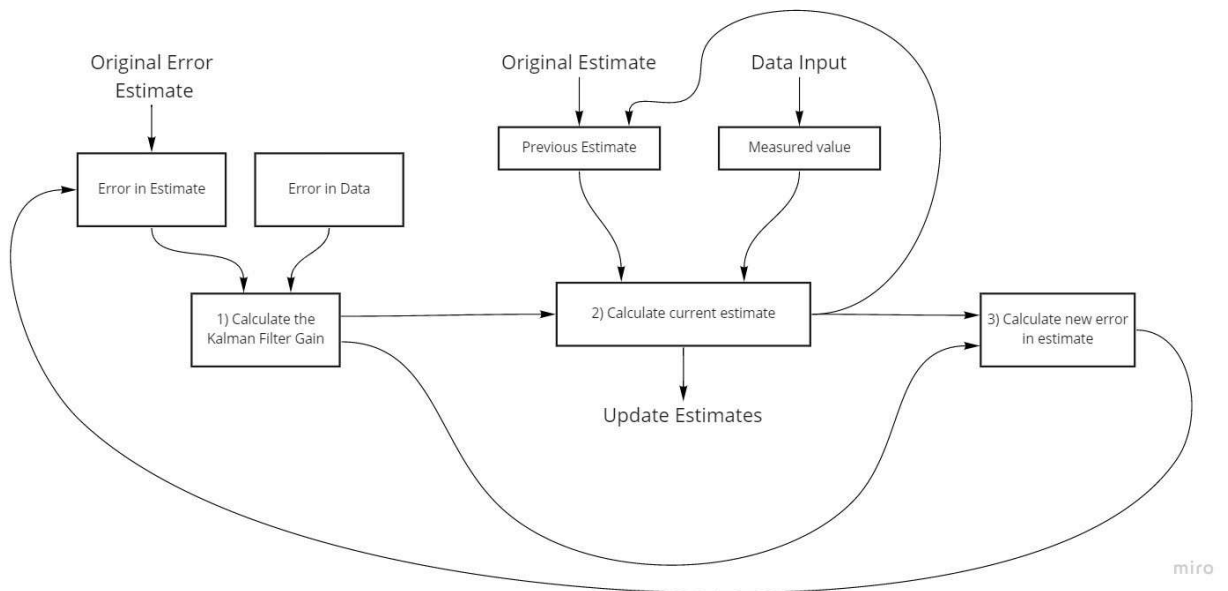 Original Error
Estimate
Original Estimate
Data Input
Previous Estimate
Measured value
Error in Estimate
Error in Data
1) Calculate the
Kalman Filter Gain
2) Calculate current estimate
3) Calculate new error
in estimate
Update Estimates
miro